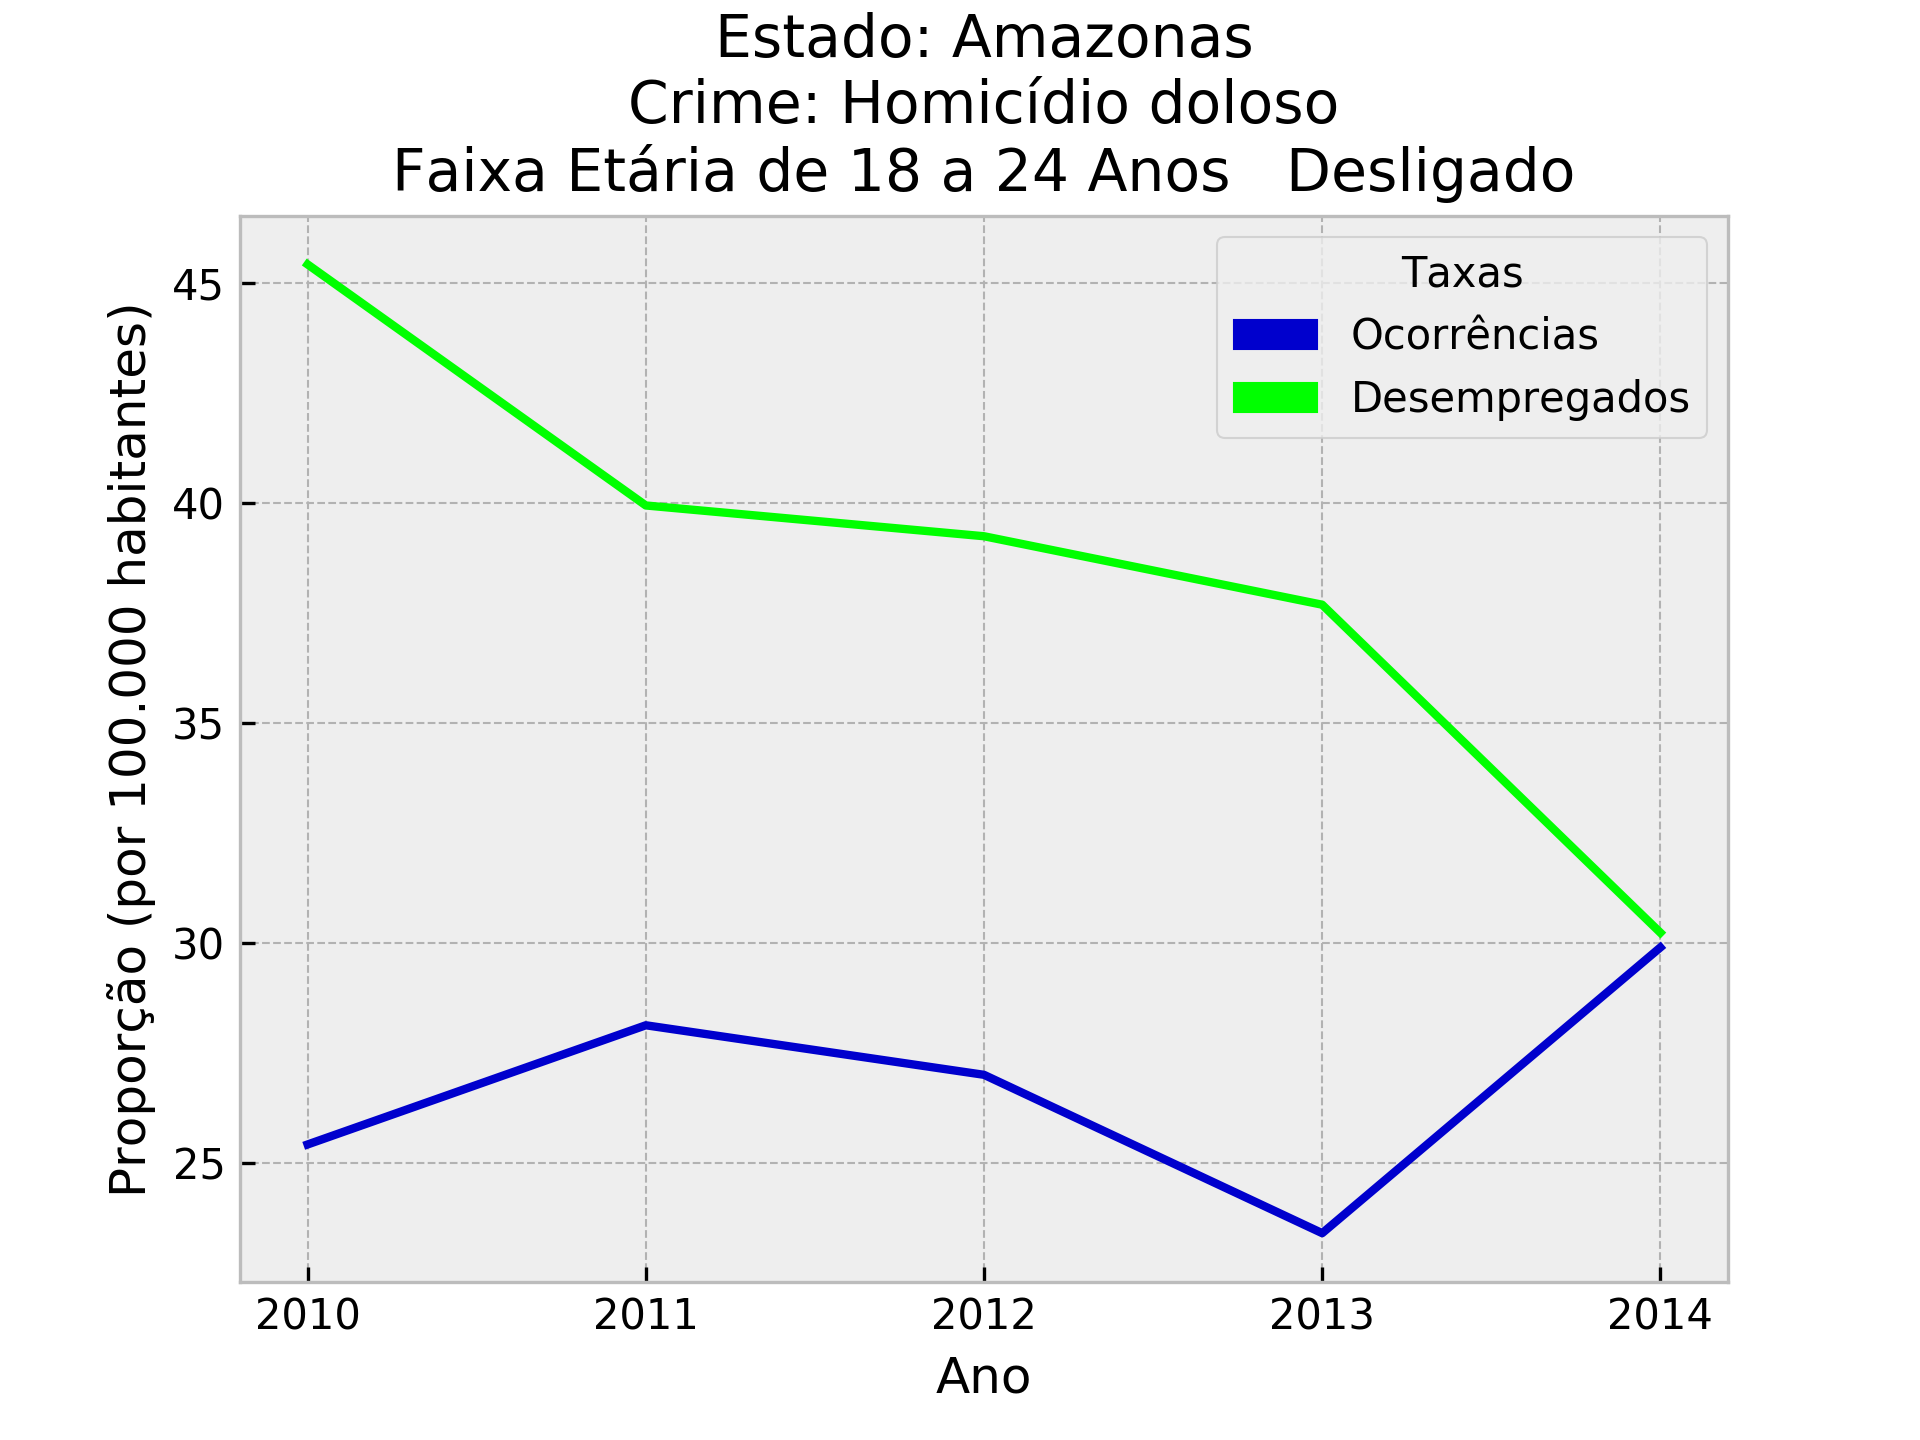 Estado: Amazonas
Crime: Homicídio doloso
Faixa Etária de 18 a 24 Anos   Desligado
Taxas
Ocorrências
Desempregados
Proporção (por 100.000 habitantes)
45
40
35
30
25
2010 2011 2012 2013 2014
Ano